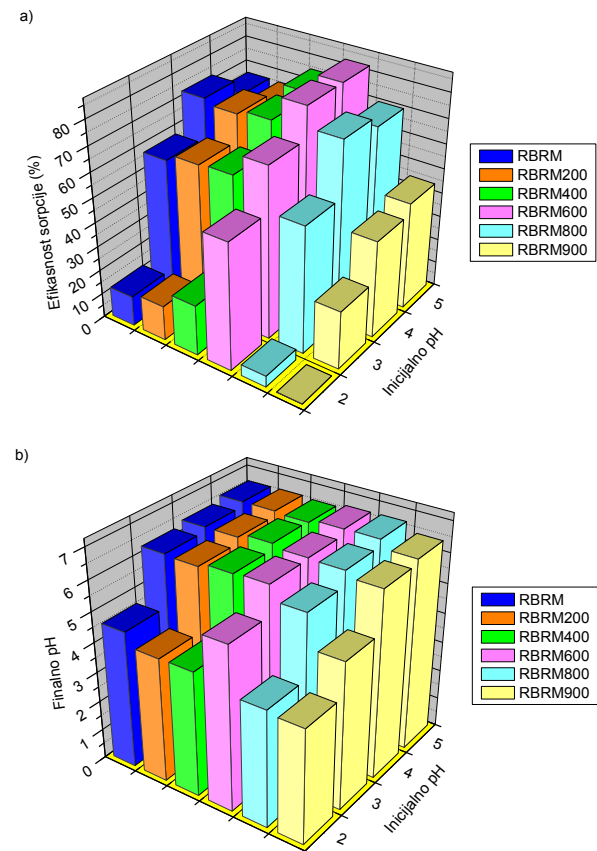 a)
Efikasnost sorpcije (%)
80
70
60
50
40
30
20
10
0
2
3
4
5
Inicijalno pH
RBRM
RBRM200
RBRM400
RBRM600
RBRM800
RBRM900
b)
Finalno pH
7
6
5
4
3
2
1
0
2
3
4
5
Inicijalno pH
RBRM
RBRM200
RBRM400
RBRM600
RBRM800
RBRM900